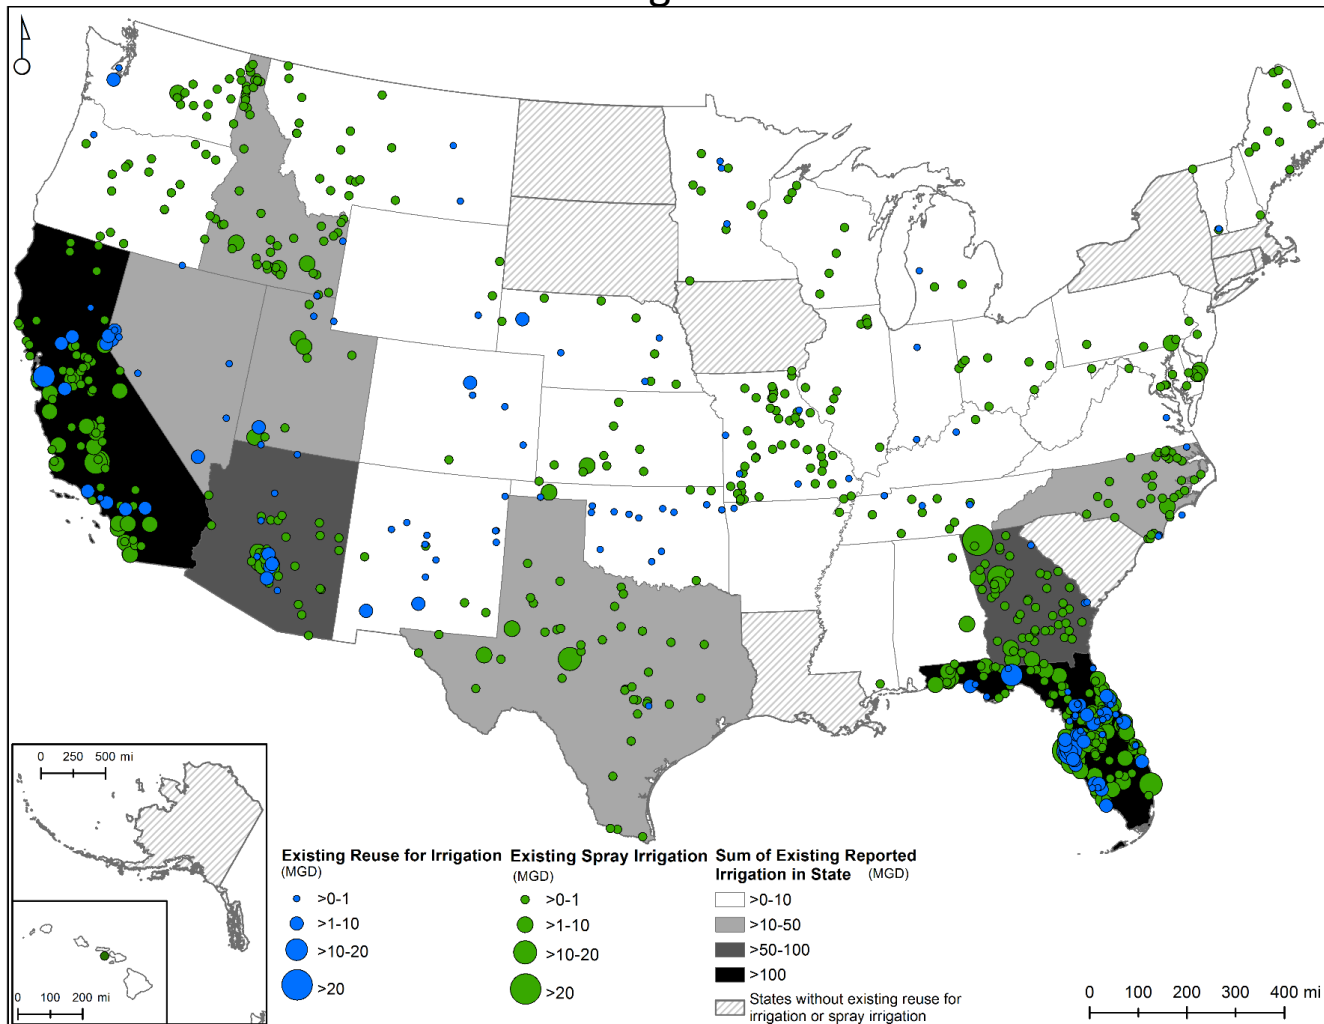 0 250 500 mi
0 100 200 mi
Existing Reuse for Irrigation
(MGD)
>0-1
>1-10
>10-20
>20
Existing Spray Irrigation
(MGD)
>0-1
>1-10
>10-20
>20
Sum of Existing Reported
Irrigation in State (MGD)
>0-10
>10-50
>50-100
>100
States without existing reuse for
irrigation or spray irrigation
0 100 200 300 400 mi